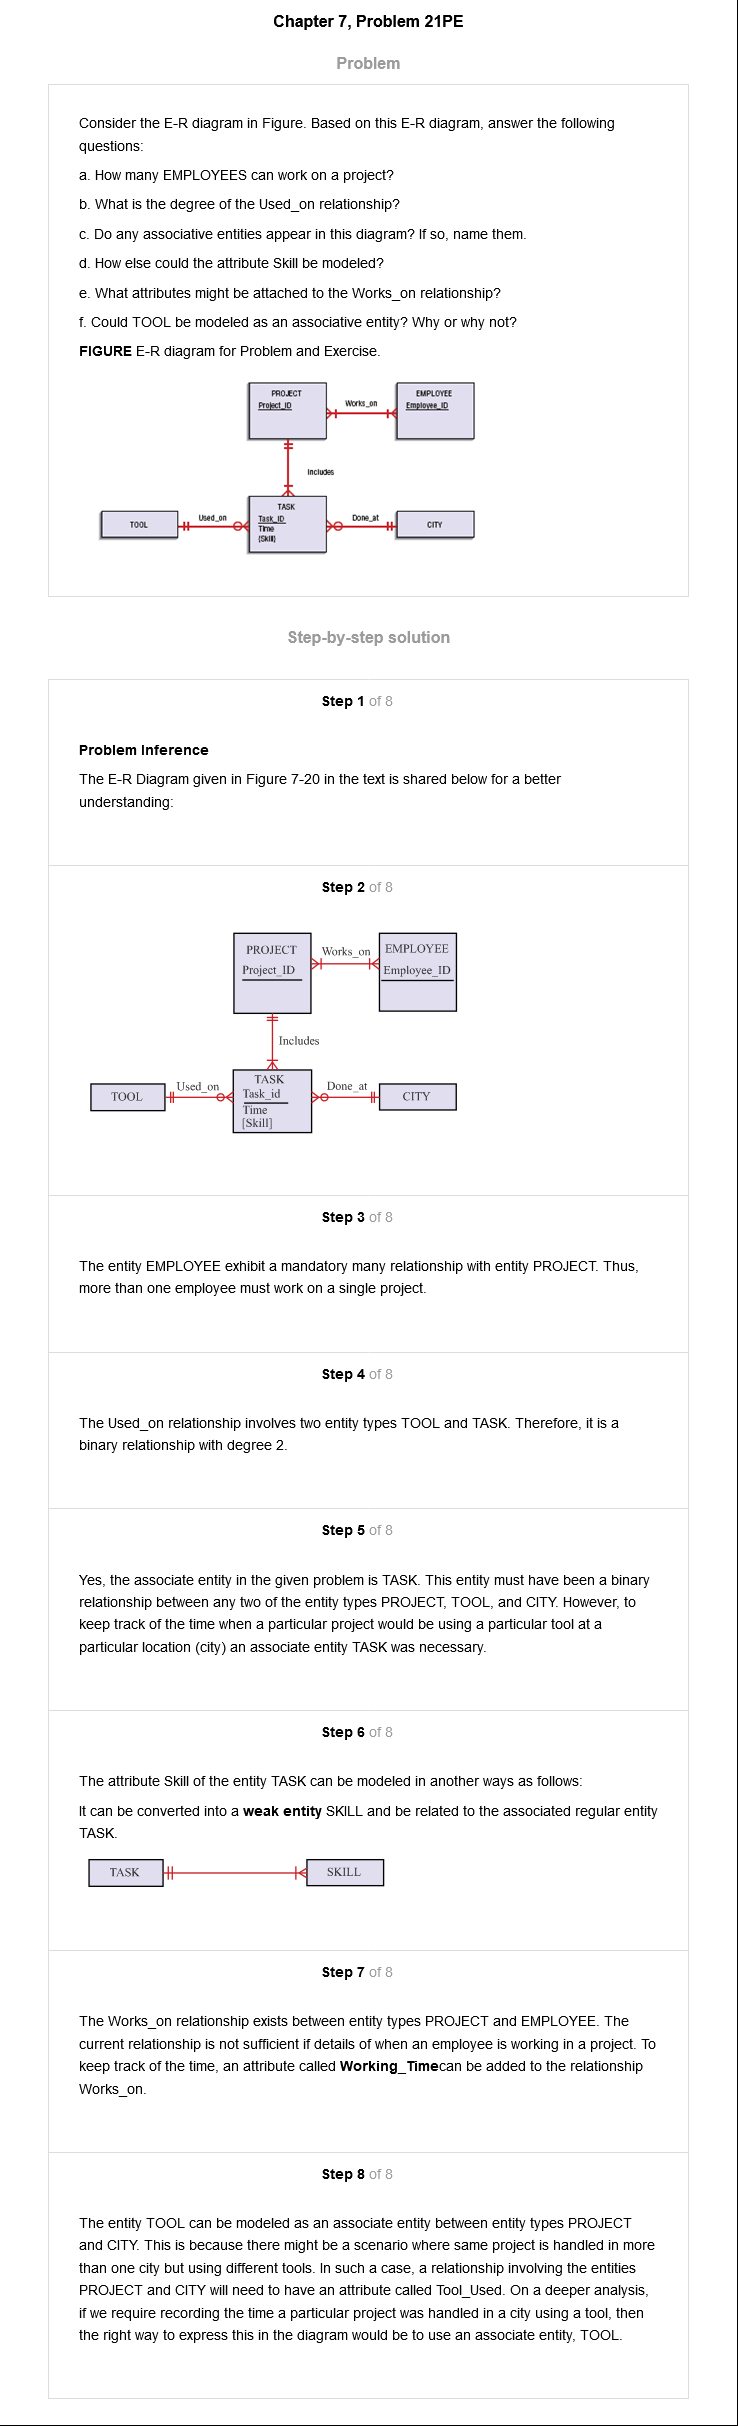 Chapter 7, Problem 21PE
Problem
Consider the E-R diagram in Figure. Based on this E-R diagram, answer the following
questions:
a. How many EMPLOYEES can work on a project?
b. What is the degree of the Used_on relationship?
c. Do any associative entities appear in this diagram? If so, name them.
d. How else could the attribute Skill be modeled?
e. What attributes might be attached to the Works_on relationship?
f. Could TOOL be modeled as an associative entity? Why or why not?
FIGURE E-R diagram for Problem and Exercise.
PROJECT
Project_ID
Works_on
EMPLOYEE
Employee_ID
Includes
TOOL
Used_on
TASK
Task_ID
Time
{Skill}
Done_at
CITY
Step-by-step solution
Step 1 of 8
Problem Inference
The E-R Diagram given in Figure 7-20 in the text is shared below for a better
understanding:
Step 2 of 8
PROJECT
Project_ID
Works_on
EMPLOYEE
Employee_ID
Includes
TOOL
Used_on
TASK
Task_id
Time
[Skill]
Done_at
CITY
Step 3 of 8
The entity EMPLOYEE exhibit a mandatory many relationship with entity PROJECT. Thus,
more than one employee must work on a single project.
Step 4 of 8
The Used_on relationship involves two entity types TOOL and TASK. Therefore, it is a
binary relationship with degree 2.
Step 5 of 8
Yes, the associate entity in the given problem is TASK. This entity must have been a binary
relationship between any two of the entity types PROJECT, TOOL, and CITY. However, to
keep track of the time when a particular project would be using a particular tool at a
particular location (city) an associate entity TASK was necessary.
Step 6 of 8
The attribute Skill of the entity TASK can be modeled in another ways as follows:
It can be converted into a weak entity SKILL and be related to the associated regular entity
TASK.
TASK
SKILL
Step 7 of 8
The Works_on relationship exists between entity types PROJECT and EMPLOYEE. The
current relationship is not sufficient if details of when an employee is working in a project. To
keep track of the time, an attribute called Working_Timecan be added to the relationship
Works_on.
Step 8 of 8
The entity TOOL can be modeled as an associate entity between entity types PROJECT
and CITY. This is because there might be a scenario where same project is handled in more
than one city but using different tools. In such a case, a relationship involving the entities
PROJECT and CITY will need to have an attribute called Tool_Used. On a deeper analysis,
if we require recording the time a particular project was handled in a city using a tool, then
the right way to express this in the diagram would be to use an associate entity, TOOL.